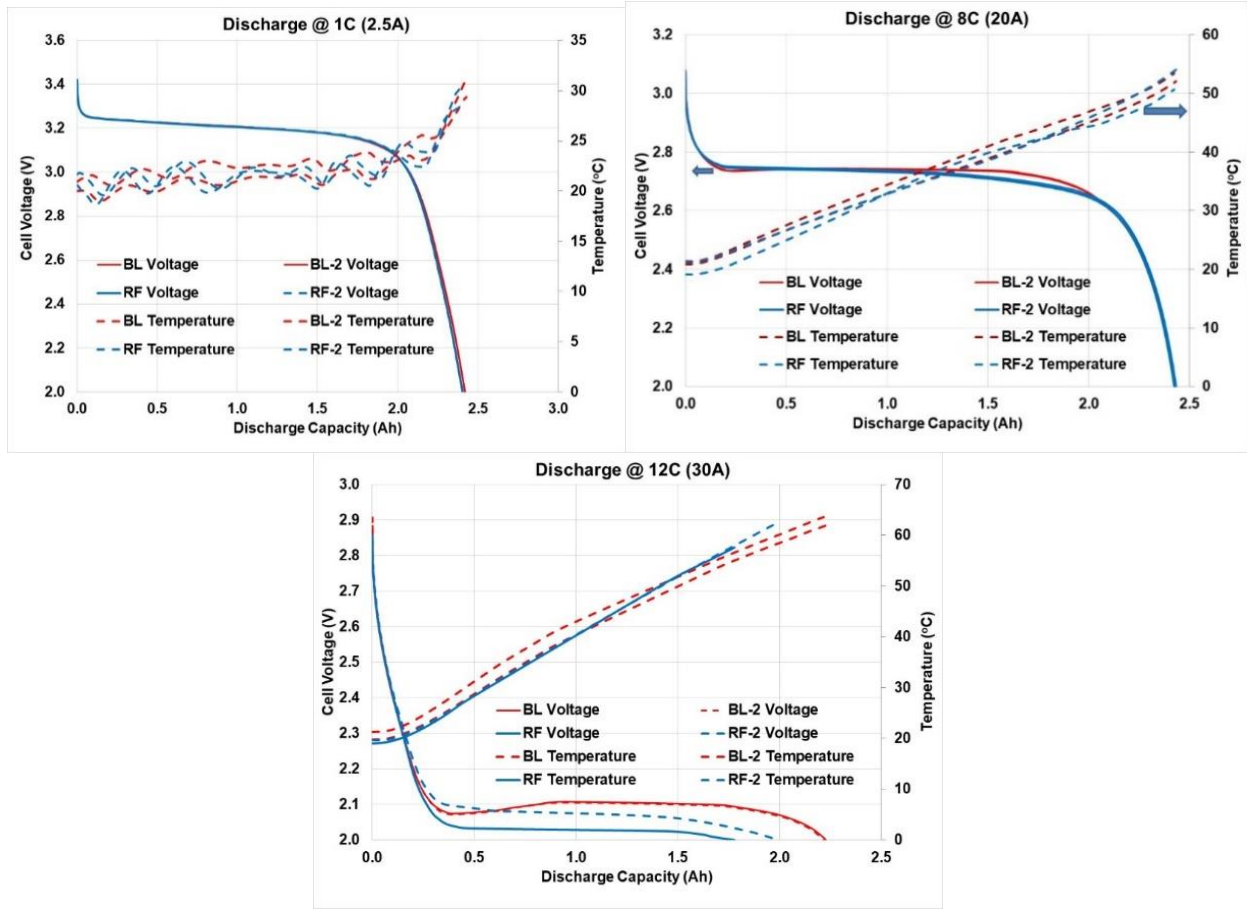 Discharge @ 1C (2.5A)
3.6
3.4
3.2
3.0
2.8
2.6
2.4
2.2
2.0
Cell Voltage (V)
35
30
25
20
15
10
5
0
Temperature (°C)
BL Voltage
BL-2 Voltage
RF Voltage
RF-2 Voltage
BL Temperature
BL-2 Temperature
RF Temperature
RF-2 Temperature
0.0 0.5 1.0 1.5 2.0 2.5 3.0
Discharge Capacity (Ah)
Discharge @ 8C (20A)
3.2
3.0
2.8
2.6
2.4
2.2
2.0
Cell Voltage (V)
60
50
40
30
20
10
0
Temperature (°C)
BL Voltage
BL-2 Voltage
RF Voltage
RF-2 Voltage
BL Temperature
BL-2 Temperature
RF Temperature
RF-2 Temperature
0.0 0.5 1.0 1.5 2.0 2.5
Discharge Capacity (Ah)
Discharge @ 12C (30A)
3.0
2.9
2.8
2.7
2.6
2.5
2.4
2.3
2.2
2.1
2.0
Cell Voltage (V)
70
60
50
40
30
20
10
0
Temperature (°C)
BL Voltage
BL-2 Voltage
RF Voltage
RF-2 Voltage
BL Temperature
BL-2 Temperature
RF Temperature
RF-2 Temperature
0.0 0.5 1.0 1.5 2.0 2.5
Discharge Capacity (Ah)